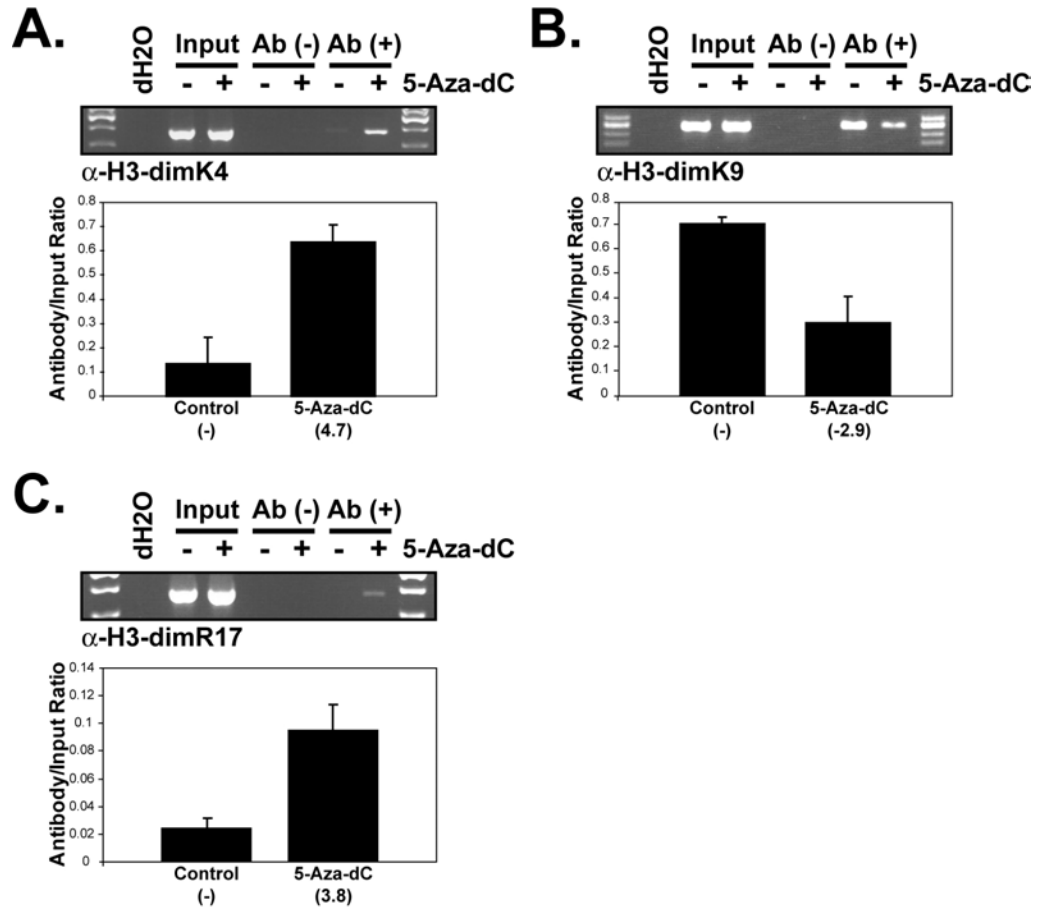 A.
dH2O
Input Ab (-) Ab (+)
- + - + - + 5-Aza-dC
α-H3-dimK4
Antibody/Input Ratio
0.8
0.7
0.6
0.5
0.4
0.3
0.2
0.1
0
Control 5-Aza-dC
(-) (4.7)
B.
dH2O
Input Ab (-) Ab (+)
- + - + - + 5-Aza-dC
α-H3-dimK9
Antibody/Input Ratio
0.8
0.7
0.6
0.5
0.4
0.3
0.2
0.1
0
Control 5-Aza-dC
(-) (-2.9)
C.
dH2O
Input Ab (-) Ab (+)
- + - + - + 5-Aza-dC
α-H3-dimR17
Antibody/Input Ratio
0.14
0.12
0.1
0.08
0.06
0.04
0.02
0
Control 5-Aza-dC
(-) (3.8)